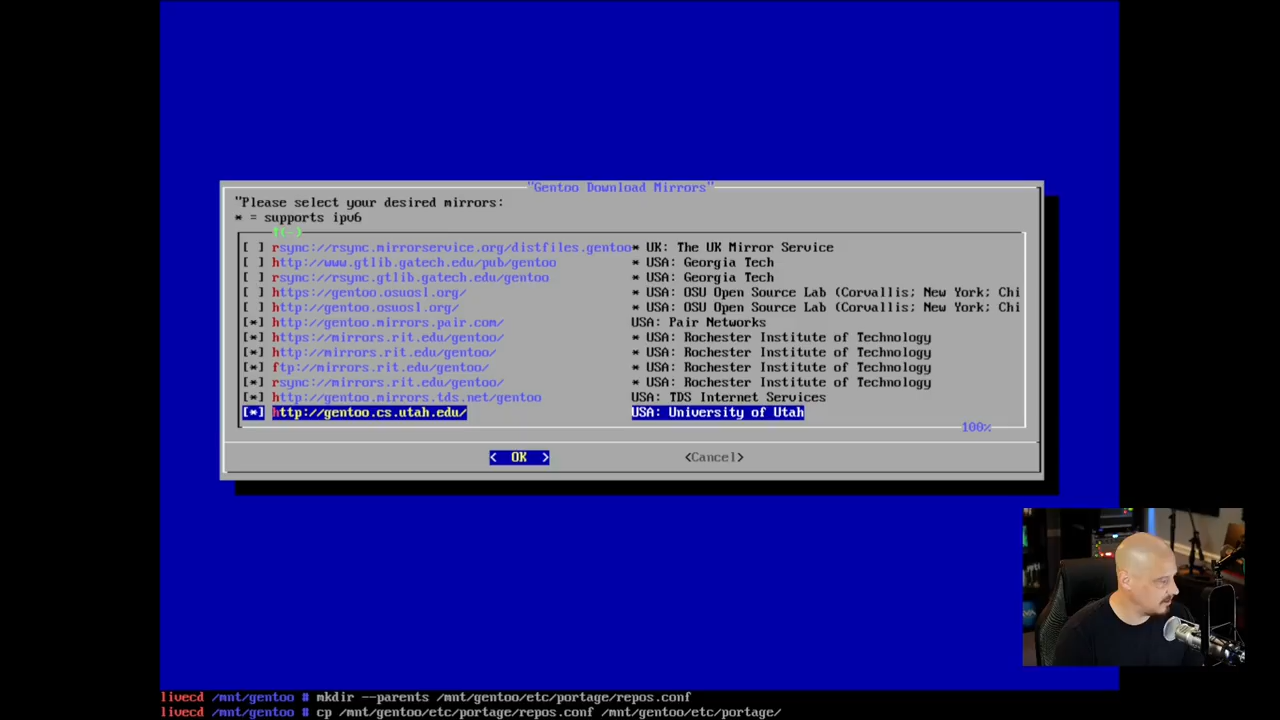 "Gentoo Download Mirrors"
"Please select your desired mirrors:
* = supports ipv6
↑(-)
[ ] rsync://rsync.mirrorservice.org/distfiles.gentoo* UK: The UK Mirror Service
[ ] http://www.gtlib.gatech.edu/pub/gentoo * USA: Georgia Tech
[ ] rsync://rsync.gtlib.gatech.edu/gentoo * USA: Georgia Tech
[ ] https://gentoo.osuosl.org/ * USA: OSU Open Source Lab (Corvallis; New York; Chi
[ ] http://gentoo.osuosl.org/ * USA: OSU Open Source Lab (Corvallis; New York; Chi
[*] http://gentoo.mirrors.pair.com/ USA: Pair Networks
[*] https://mirrors.rit.edu/gentoo/ * USA: Rochester Institute of Technology
[*] http://mirrors.rit.edu/gentoo/ * USA: Rochester Institute of Technology
[*] ftp://mirrors.rit.edu/gentoo/ * USA: Rochester Institute of Technology
[*] rsync://mirrors.rit.edu/gentoo/ * USA: Rochester Institute of Technology
[*] http://gentoo.mirrors.tds.net/gentoo USA: TDS Internet Services
[*] http://gentoo.cs.utah.edu/ USA: University of Utah
100%
< OK > <Cancel>
livecd /mnt/gentoo # mkdir --parents /mnt/gentoo/etc/portage/repos.conf
livecd /mnt/gentoo # cp /mnt/gentoo/etc/portage/repos.conf /mnt/gentoo/etc/portage/